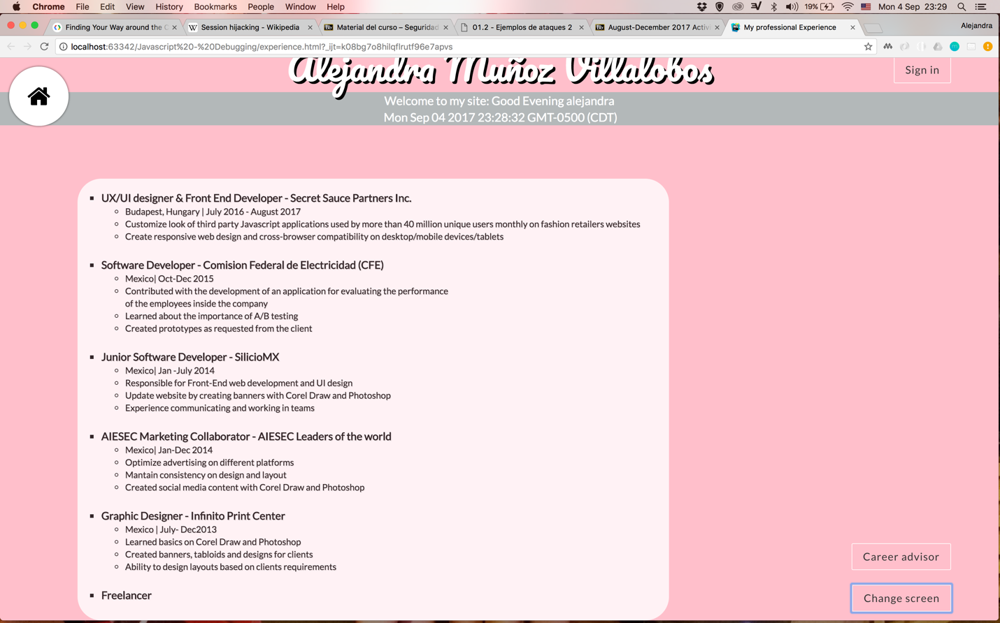 Chrome File Edit View History Bookmarks People Window Help 19% Mon 4 Sep 23:29
Finding Your Way around the C W Session hijacking - Wikipedia Bb Material del curso – Seguridad 01.2 - Ejemplos de ataques 2 Bb August-December 2017 Activi My professional Experience Alejandra
localhost:63342/Javascript%20-%20Debugging/experience.html?_ijt=k08bg7o8hilqflrutf96e7apvs
Alejandra Muñoz Villalobos
Sign in
Welcome to my site: Good Evening alejandra
Mon Sep 04 2017 23:28:32 GMT-0500 (CDT)
UX/UI designer & Front End Developer - Secret Sauce Partners Inc.
Budapest, Hungary | July 2016 - August 2017
Customize look of third party Javascript applications used by more than 40 million unique users monthly on fashion retailers websites
Create responsive web design and cross-browser compatibility on desktop/mobile devices/tablets
Software Developer - Comision Federal de Electricidad (CFE)
Mexico| Oct-Dec 2015
Contributed with the development of an application for evaluating the performance
of the employees inside the company
Learned about the importance of A/B testing
Created prototypes as requested from the client
Junior Software Developer - SilicioMX
Mexico| Jan -July 2014
Responsible for Front-End web development and UI design
Update website by creating banners with Corel Draw and Photoshop
Experience communicating and working in teams
AIESEC Marketing Collaborator - AIESEC Leaders of the world
Mexico| Jan-Dec 2014
Optimize advertising on different platforms
Mantain consistency on design and layout
Created social media content with Corel Draw and Photoshop
Graphic Designer - Infinito Print Center
Mexico | July- Dec2013
Learned basics on Corel Draw and Photoshop
Created banners, tabloids and designs for clients
Ability to design layouts based on clients requirements
Freelancer
Career advisor
Change screen